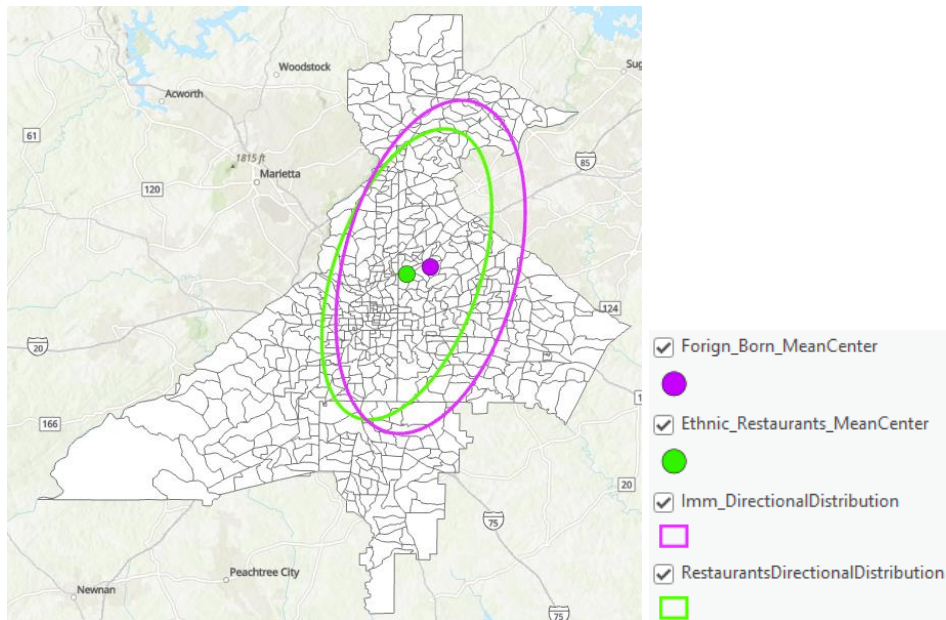 Woodstock
Sug
Acworth
61
85
1815 ft
Marietta
120
124
20
1
166
20
75
Peachtree City
Newnan
75
Forign_Born_MeanCenter
Ethnic_Restaurants_MeanCenter
Imm_DirectionalDistribution
RestaurantsDirectionalDistribution